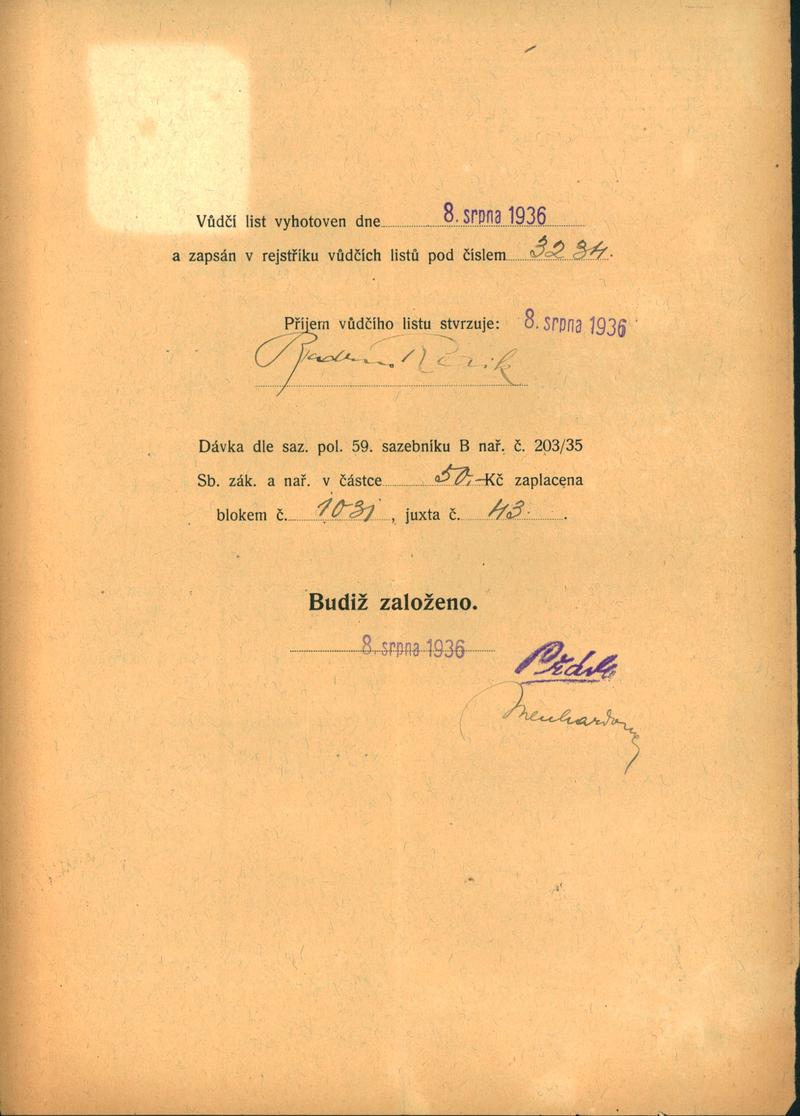 Vůdčí list vyhotoven dne 8. srpna 1936
a zapsán v rejstříku vůdčích listů pod číslem 3234.
Příjem vůdčího listu stvrzuje: 8. srpna 1936
Dávka dle saz. pol. 59. sazebníku B nař. č. 203/35
Sb. zák. a nař. v částce 50,- Kč zaplacena
blokem č. 1031, juxta č. 43.
Budiž založeno.
8. srpna 1936